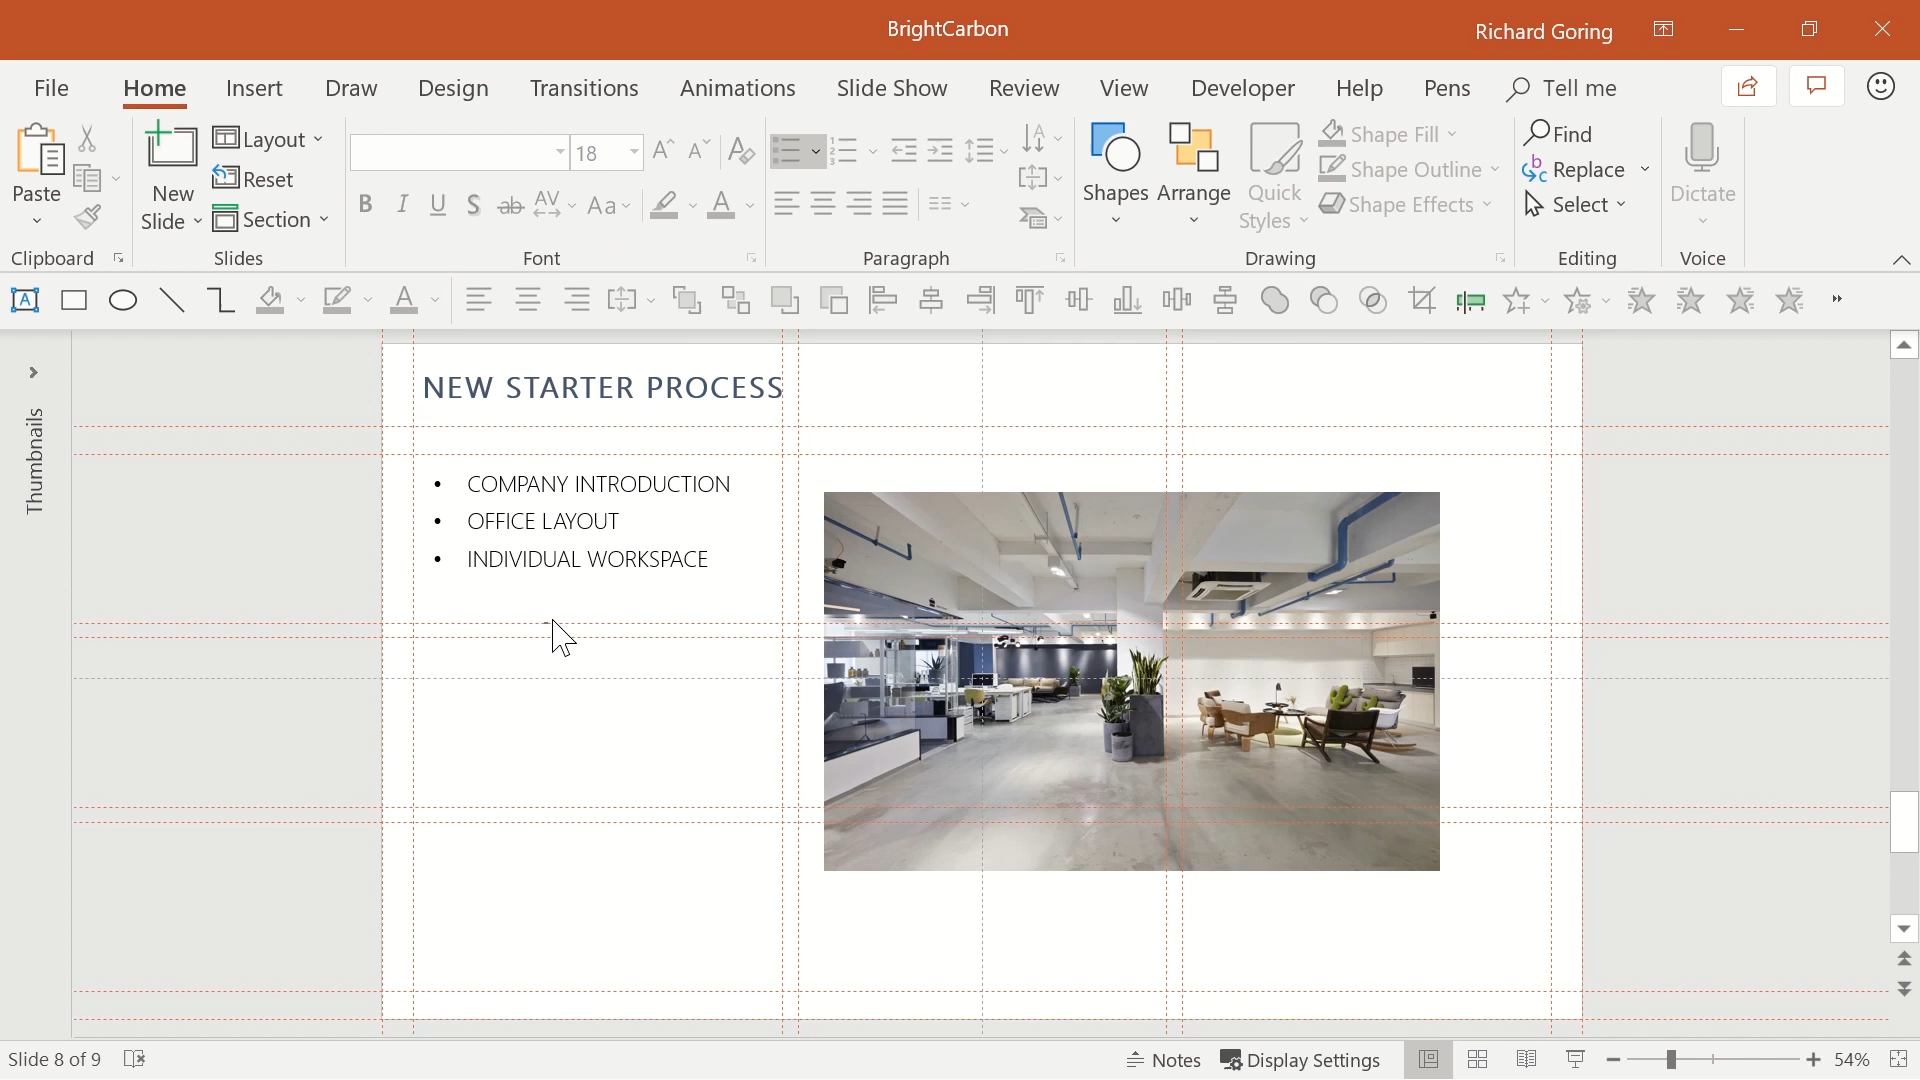 BrightCarbon
Richard Goring
File Home Insert Draw Design Transitions Animations Slide Show Review View Developer Help Pens Tell me
Paste
Clipboard
New Slide
Layout
Reset
Section
Slides
18
B I U S ab AV Aa A
Font
Paragraph
Shapes
Arrange
Quick Styles
Shape Fill
Shape Outline
Shape Effects
Drawing
Find
Replace
Select
Editing
Dictate
Voice
Thumbnails
NEW STARTER PROCESS
• COMPANY INTRODUCTION
• OFFICE LAYOUT
• INDIVIDUAL WORKSPACE
Slide 8 of 9
Notes
Display Settings
54%